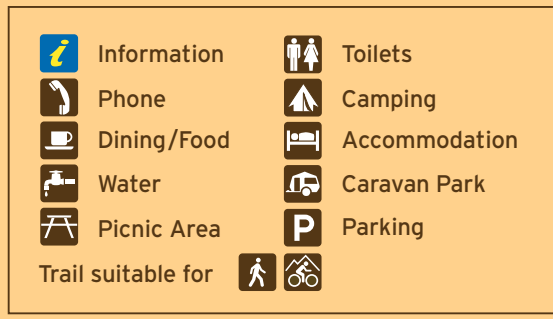 i Information
Toilets
Phone
Camping
Dining/Food
Accommodation
Water
Caravan Park
Picnic Area
P Parking
Trail suitable for